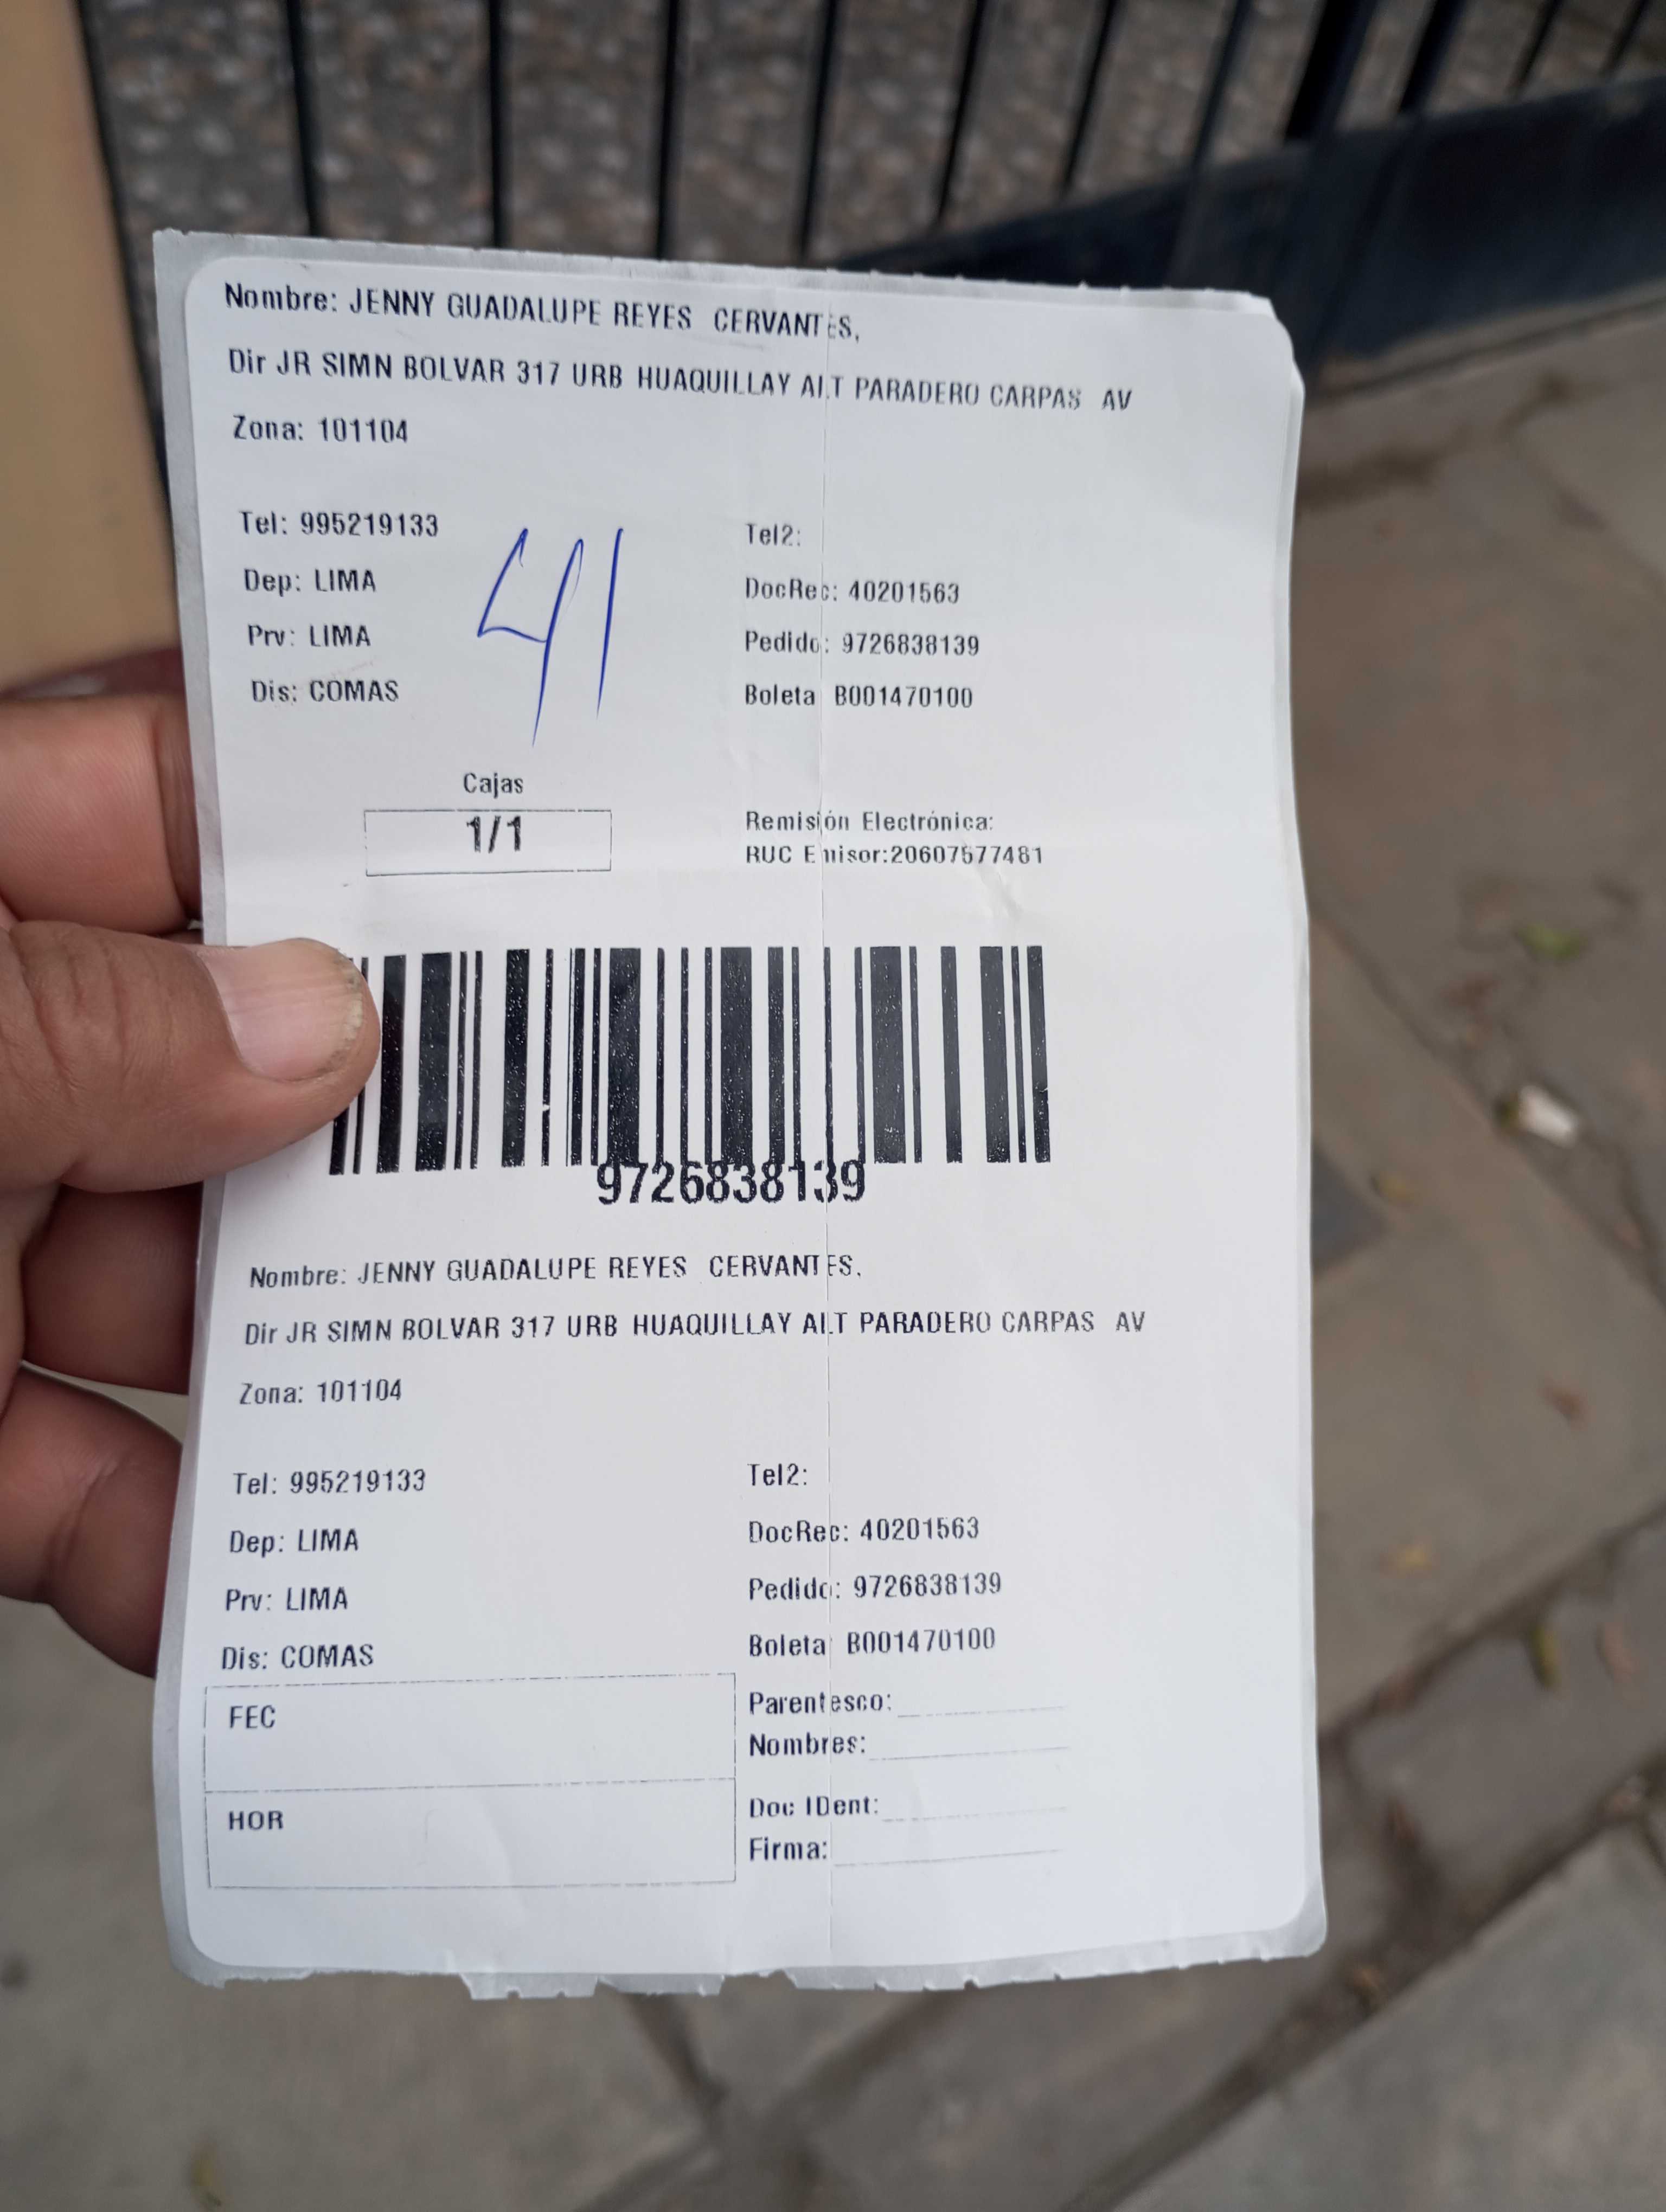 Nombre: JENNY GUADALUPE REYES CERVANTES,
Dir JR SIMN BOLVAR 317 URB HUAQUILLAY ALT PARADERO CARPAS AV
Zona: 101104
Tel: 995219133
Tel2:
41
Dep: LIMA
DocRec: 40201563
Prv: LIMA
Pedido: 9726838139
Dis: COMAS
Boleta B001470100
Cajas
1/1
Remisión Electrónica:
RUC Emisor:20607577481
9726838139
Nombre: JENNY GUADALUPE REYES CERVANTES,
Dir JR SIMN BOLVAR 317 URB HUAQUILLAY ALT PARADERO CARPAS AV
Zona: 101104
Tel: 995219133
Tel2:
Dep: LIMA
DocRec: 40201563
Prv: LIMA
Pedido: 9726838139
Dis: COMAS
Boleta B001470100
FEC
Parentesco:
Nombres:
HOR
Doc IDent:
Firma: